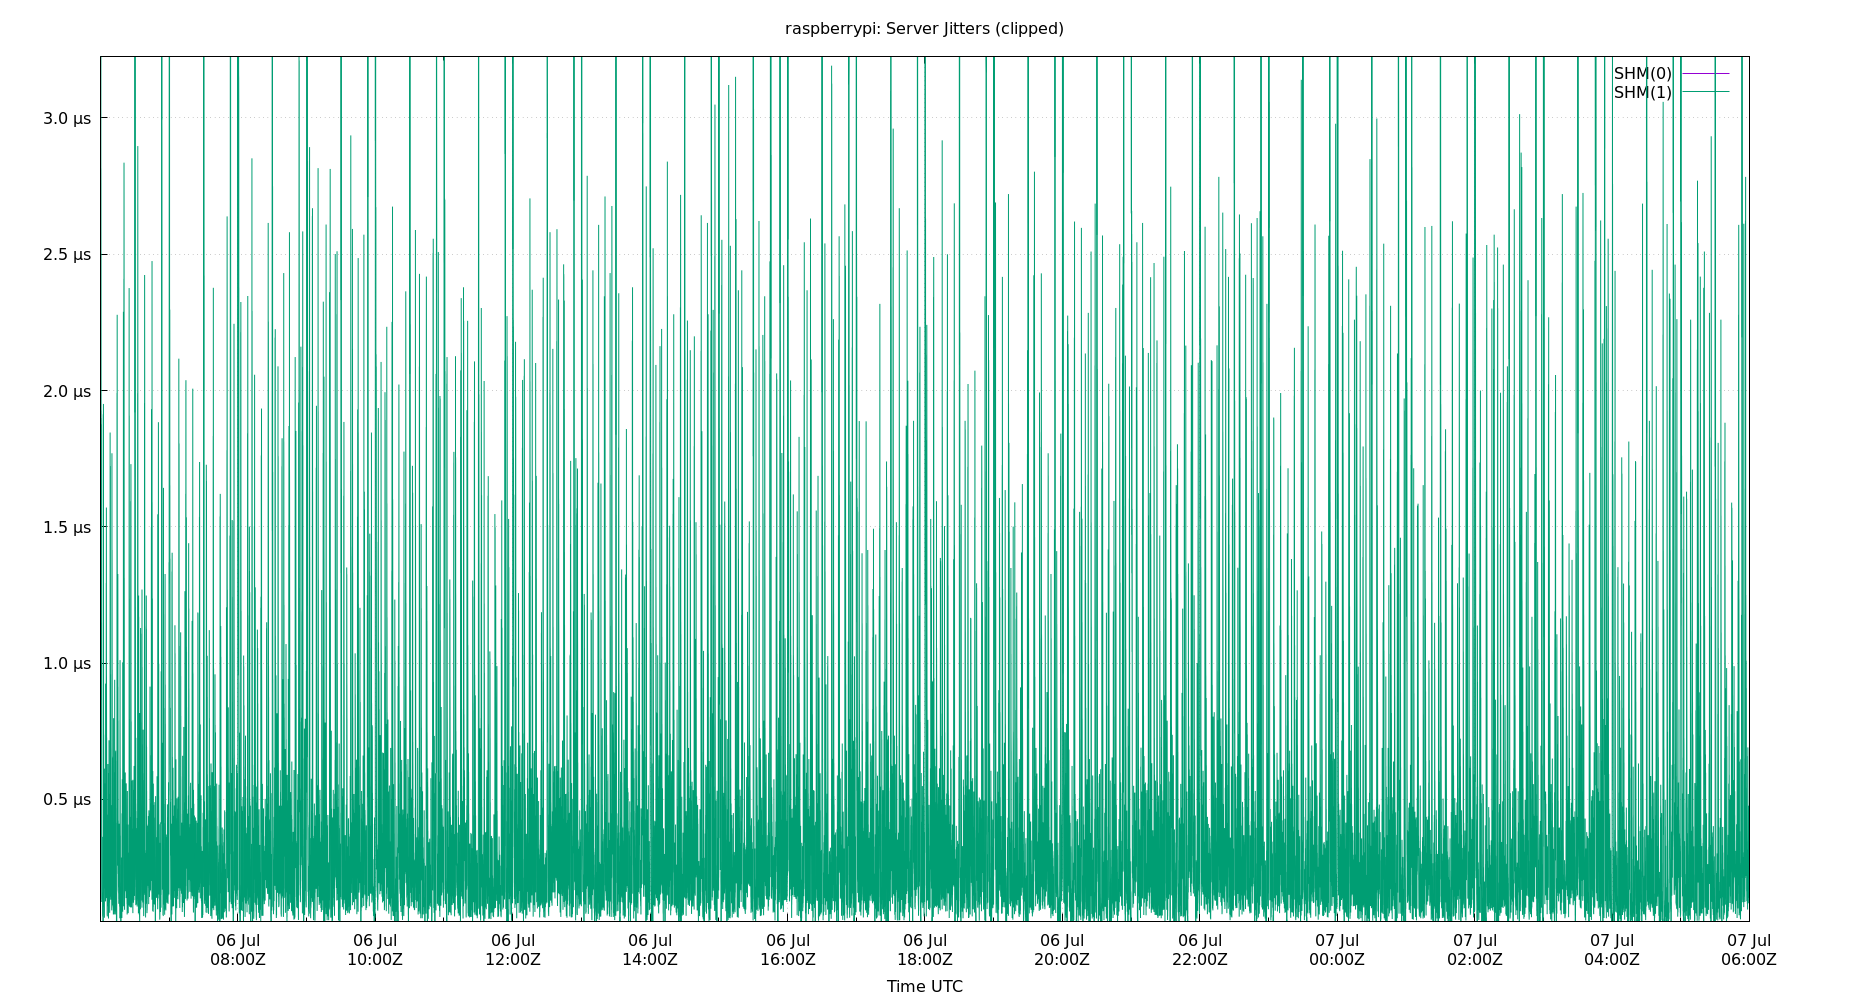 raspberrypi: Server Jitters (clipped)
SHM(0)
SHM(1)
3.0 µs
2.5 µs
2.0 µs
1.5 µs
1.0 µs
0.5 µs
06 Jul 06 Jul 06 Jul 06 Jul 06 Jul 06 Jul 06 Jul 06 Jul 07 Jul 07 Jul 07 Jul 07 Jul
08:00Z 10:00Z 12:00Z 14:00Z 16:00Z 18:00Z 20:00Z 22:00Z 00:00Z 02:00Z 04:00Z 06:00Z
Time UTC